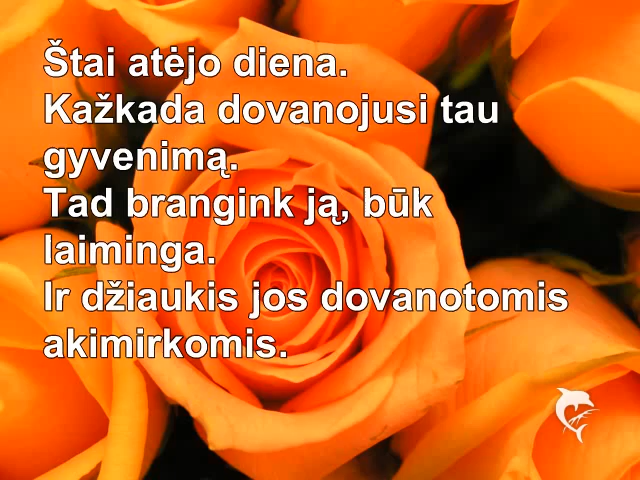 Štai atėjo diena.
Kažkada dovanojusi tau
gyvenimą.
Tad brangink ją, būk
laiminga.
Ir džiaukis jos dovanotomis
akimirkomis.